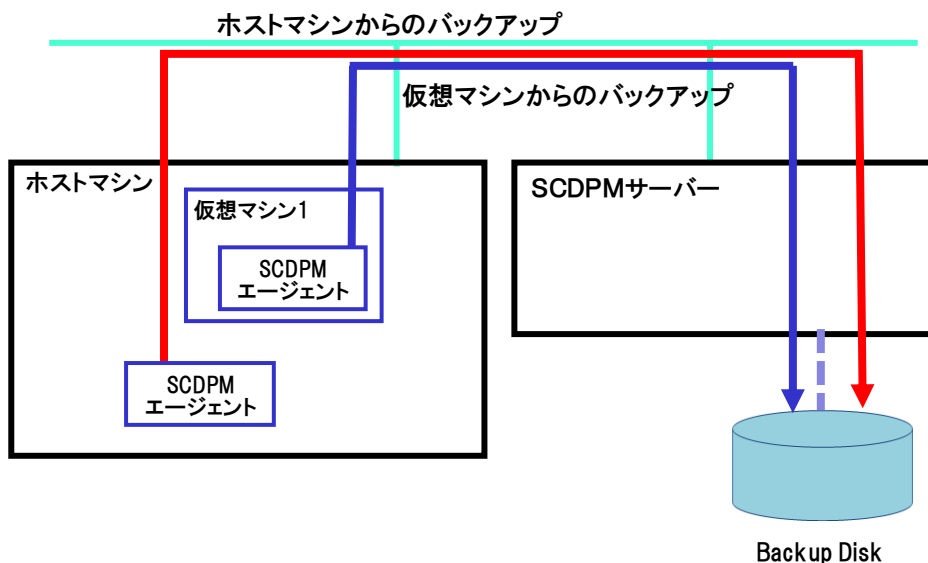 ホストマシンからのバックアップ
仮想マシンからのバックアップ
ホストマシン
仮想マシン1
SCDPM
エージェント
SCDPM
エージェント
SCDPMサーバー
Backup Disk